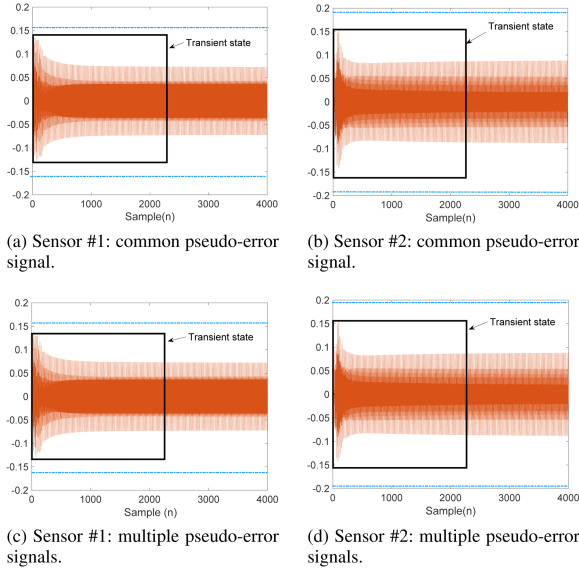 0.2
0.15
0.1
0.05
0
-0.05
-0.1
-0.15
-0.2
0 1000 2000 3000 4000
Sample(n)
Transient state
(a) Sensor #1: common pseudo-error
signal.
0.2
0.15
0.1
0.05
0
-0.05
-0.1
-0.15
-0.2
0 1000 2000 3000 4000
Sample(n)
Transient state
(b) Sensor #2: common pseudo-error
signal.
0.2
0.15
0.1
0.05
0
-0.05
-0.1
-0.15
-0.2
0 1000 2000 3000 4000
Sample (n)
Transient state
(c) Sensor #1: multiple pseudo-error
signals.
0.2
0.15
0.1
0.05
0
-0.05
-0.1
-0.15
-0.2
0 1000 2000 3000 4000
Sample(n)
Transient state
(d) Sensor #2: multiple pseudo-error
signals.